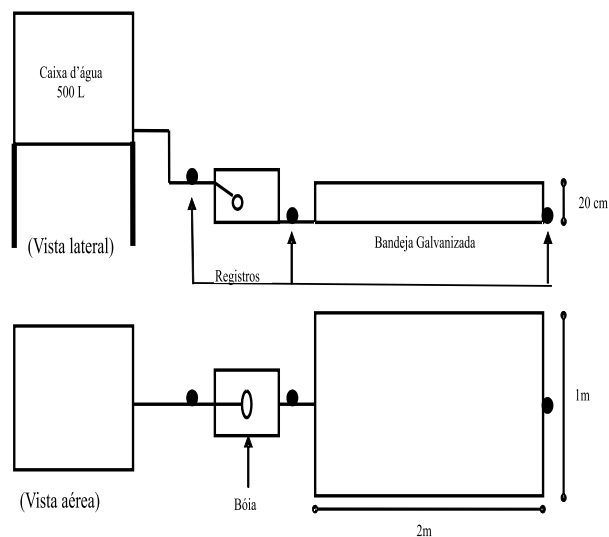 Caixa d'água
500 L
20 cm
(Vista lateral)
Bandeja Galvanizada
Registros
1m
(Vista aérea)
Bóia
2m